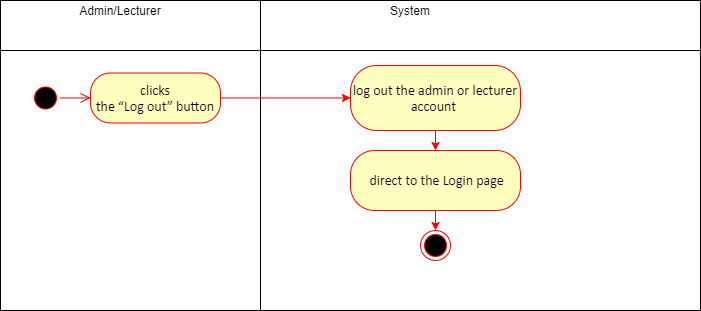 Admin/Lecturer
System
clicks
the “Log out” button
log out the admin or lecturer
account
direct to the Login page